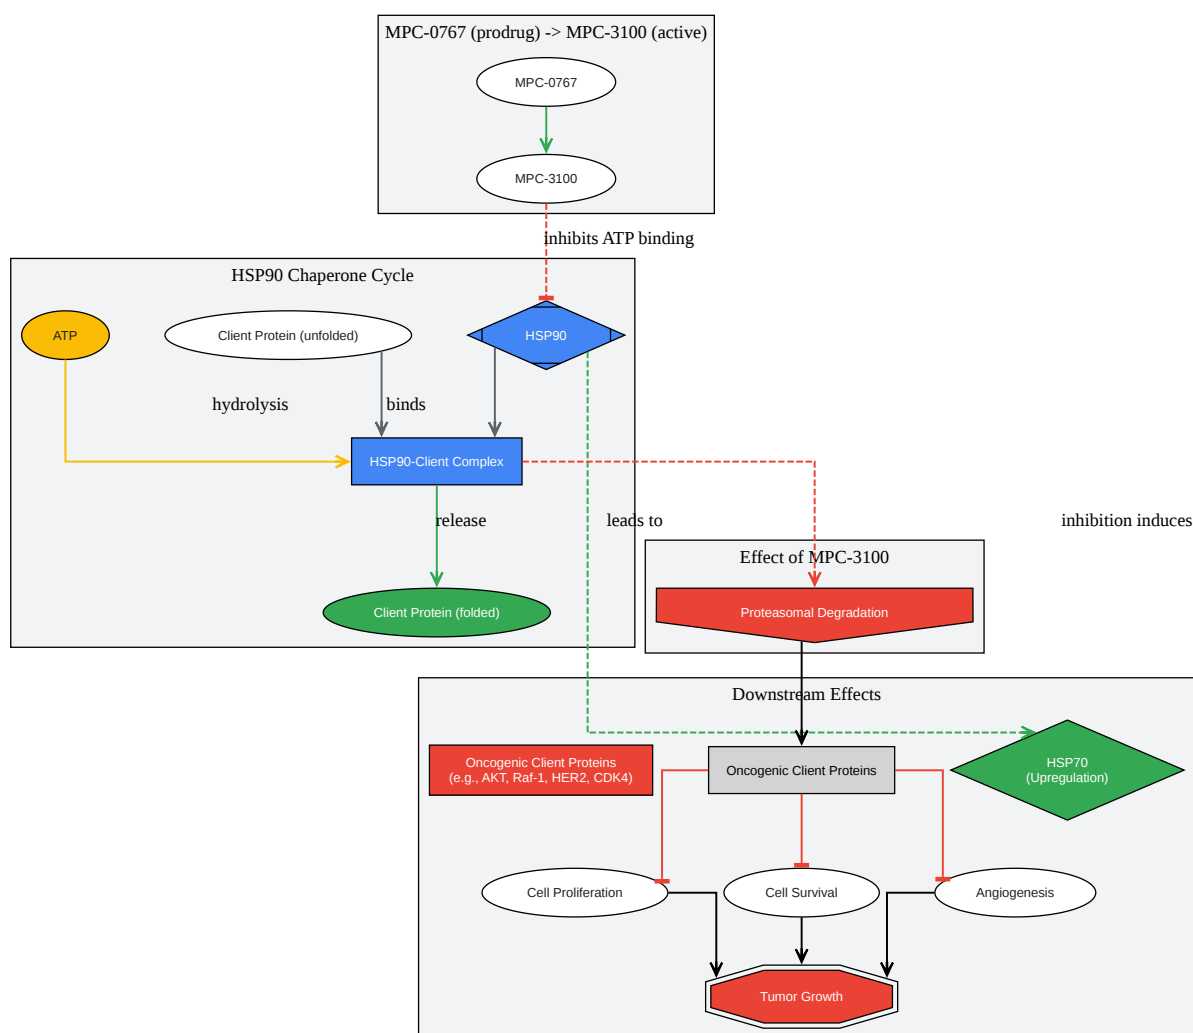 MPC-0767 (prodrug) -> MPC-3100 (active)
MPC-0767
MPC-3100
inhibits ATP binding
HSP90 Chaperone Cycle
ATP
Client Protein (unfolded)
HSP90
hydrolysis
binds
HSP90-Client Complex
release
leads to
inhibition induces
Effect of MPC-3100
Client Protein (folded)
Proteasomal Degradation
Downstream Effects
Oncogenic Client Proteins
(e.g., AKT, Raf-1, HER2, CDK4)
Oncogenic Client Proteins
HSP70
(Upregulation)
Cell Proliferation
Cell Survival
Angiogenesis
Tumor Growth